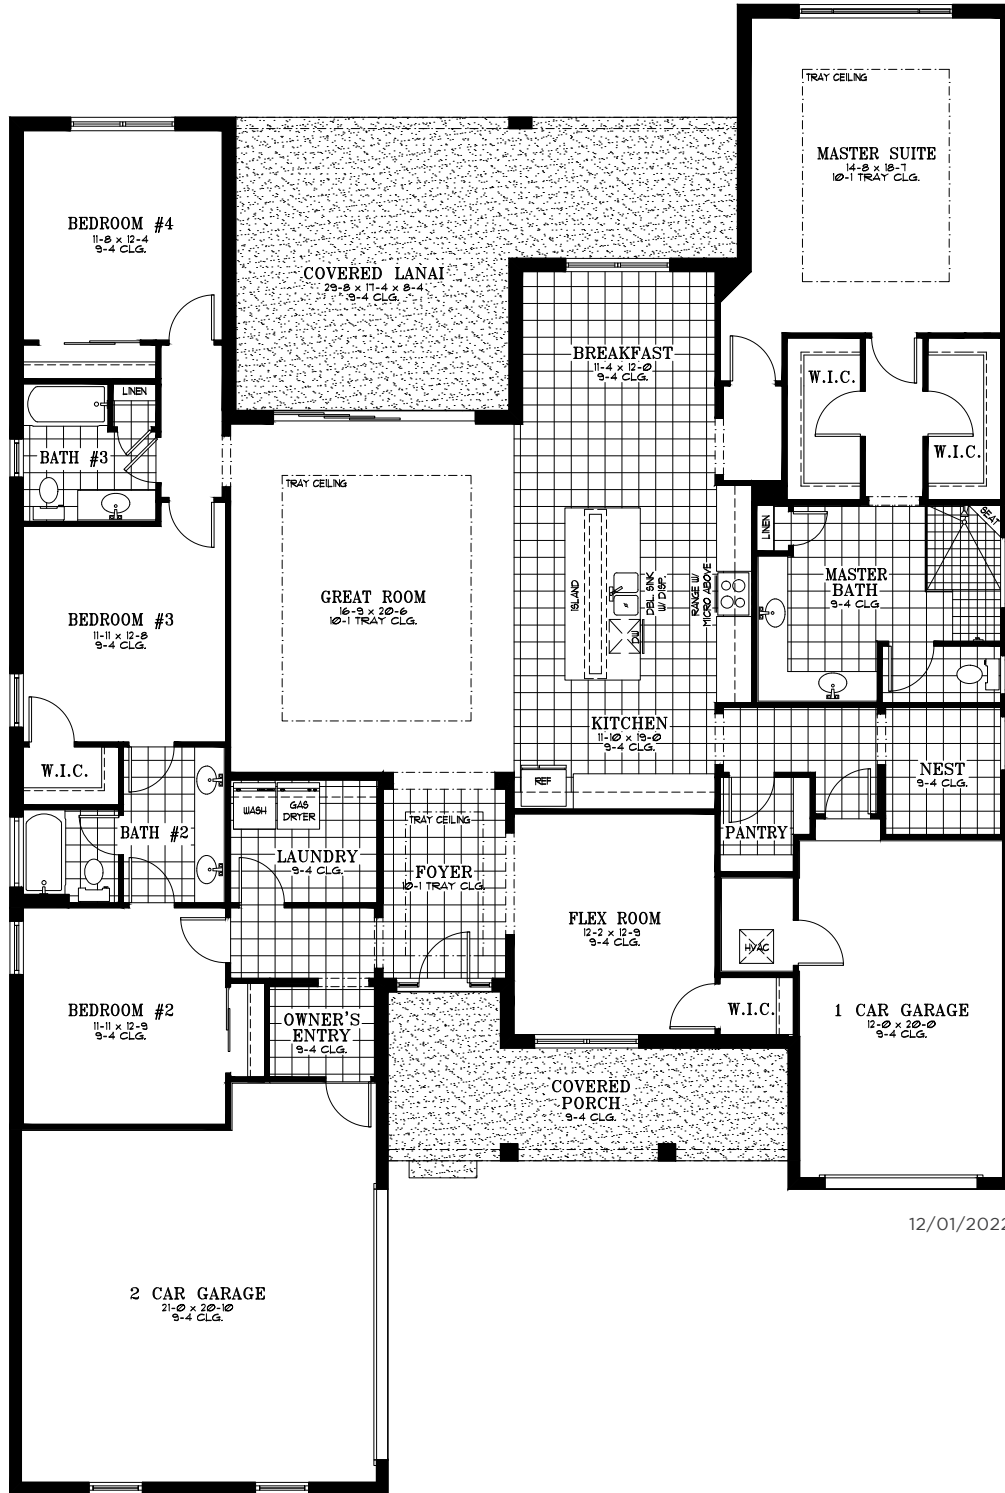 TRAY CEILING
MASTER SUITE
14-8 x 18-7
10-1 TRAY CLG.
BEDROOM #4
11-8 x 12-4
9-4 CLG.
COVERED LANAI
29-8 x 17-4 x 8-4
9-4 CLG.
BREAKFAST
11-4 x 12-0
9-4 CLG.
W.I.C.
W.I.C.
LINEN
BATH #3
TRAY CEILING
GREAT ROOM
16-9 x 20-6
10-1 TRAY CLG.
ISLAND
DBL. SINK
W/ DISP.
DW
RANGE W/
MICRO ABOVE
LINEN
SEAT
MASTER
BATH
9-4 CLG
BEDROOM #3
11-11 x 12-8
9-4 CLG.
KITCHEN
11-10 x 19-0
9-4 CLG.
REF
W.I.C.
NEST
9-4 CLG.
WASH
GAS
DRYER
BATH #2
LAUNDRY
9-4 CLG.
TRAY CEILING
FOYER
10-1 TRAY CLG.
PANTRY
FLEX ROOM
12-2 x 12-9
9-4 CLG.
HVAC
BEDROOM #2
11-11 x 12-9
9-4 CLG.
OWNER'S
ENTRY
9-4 CLG.
W.I.C.
1 CAR GARAGE
12-0 x 20-0
9-4 CLG.
COVERED
PORCH
9-4 CLG.
12/01/2022
2 CAR GARAGE
21-0 x 20-10
9-4 CLG.